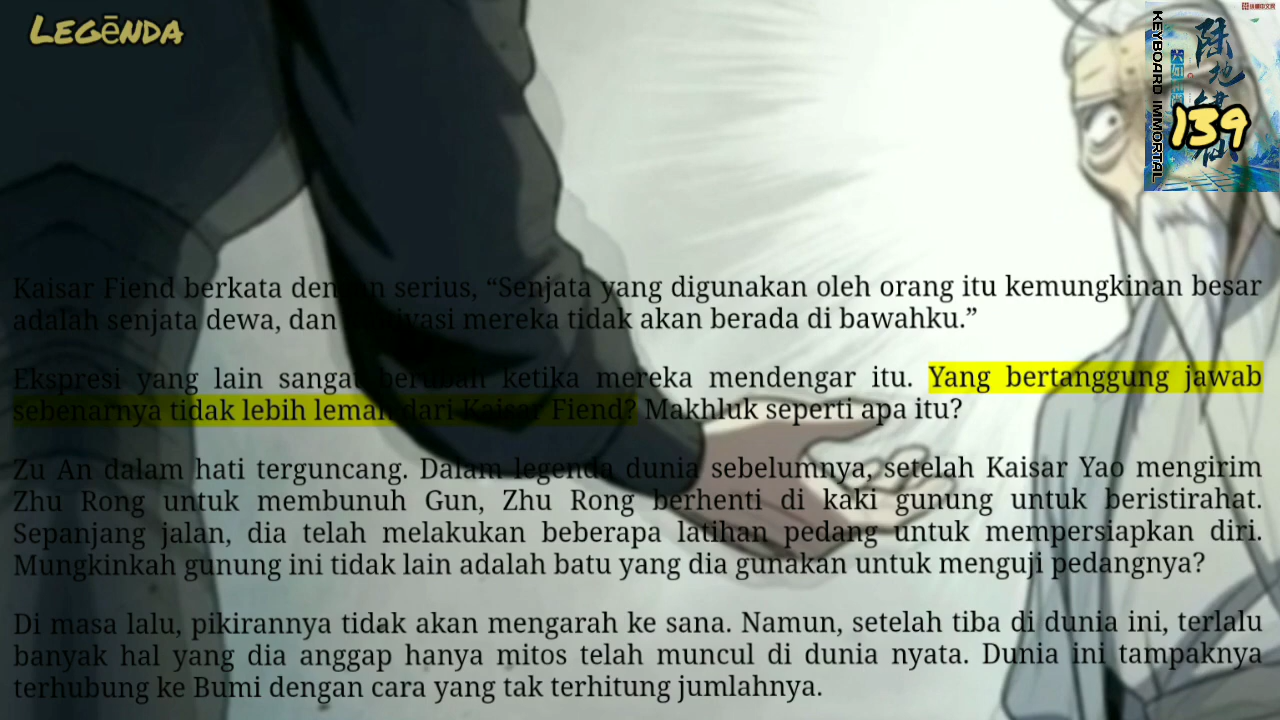 LEGĒNDA
KEYBOARD IMMORTAL
139
Kaisar Fiend berkata dengan serius, “Senjata yang digunakan oleh orang itu kemungkinan besar
adalah senjata dewa, dan kultivasi mereka tidak akan berada di bawahku.”
Ekspresi yang lain sangat berubah ketika mereka mendengar itu. Yang bertanggung jawab
sebenarnya tidak lebih lemah dari Kaisar Fiend? Makhluk seperti apa itu?
Zu An dalam hati terguncang. Dalam legenda dunia sebelumnya, setelah Kaisar Yao mengirim
Zhu Rong untuk membunuh Gun, Zhu Rong berhenti di kaki gunung untuk beristirahat.
Sepanjang jalan, dia telah melakukan beberapa latihan pedang untuk mempersiapkan diri.
Mungkinkah gunung ini tidak lain adalah batu yang dia gunakan untuk menguji pedangnya?
Di masa lalu, pikirannya tidak akan mengarah ke sana. Namun, setelah tiba di dunia ini, terlalu
banyak hal yang dia anggap hanya mitos telah muncul di dunia nyata. Dunia ini tampaknya
terhubung ke Bumi dengan cara yang tak terhitung jumlahnya.